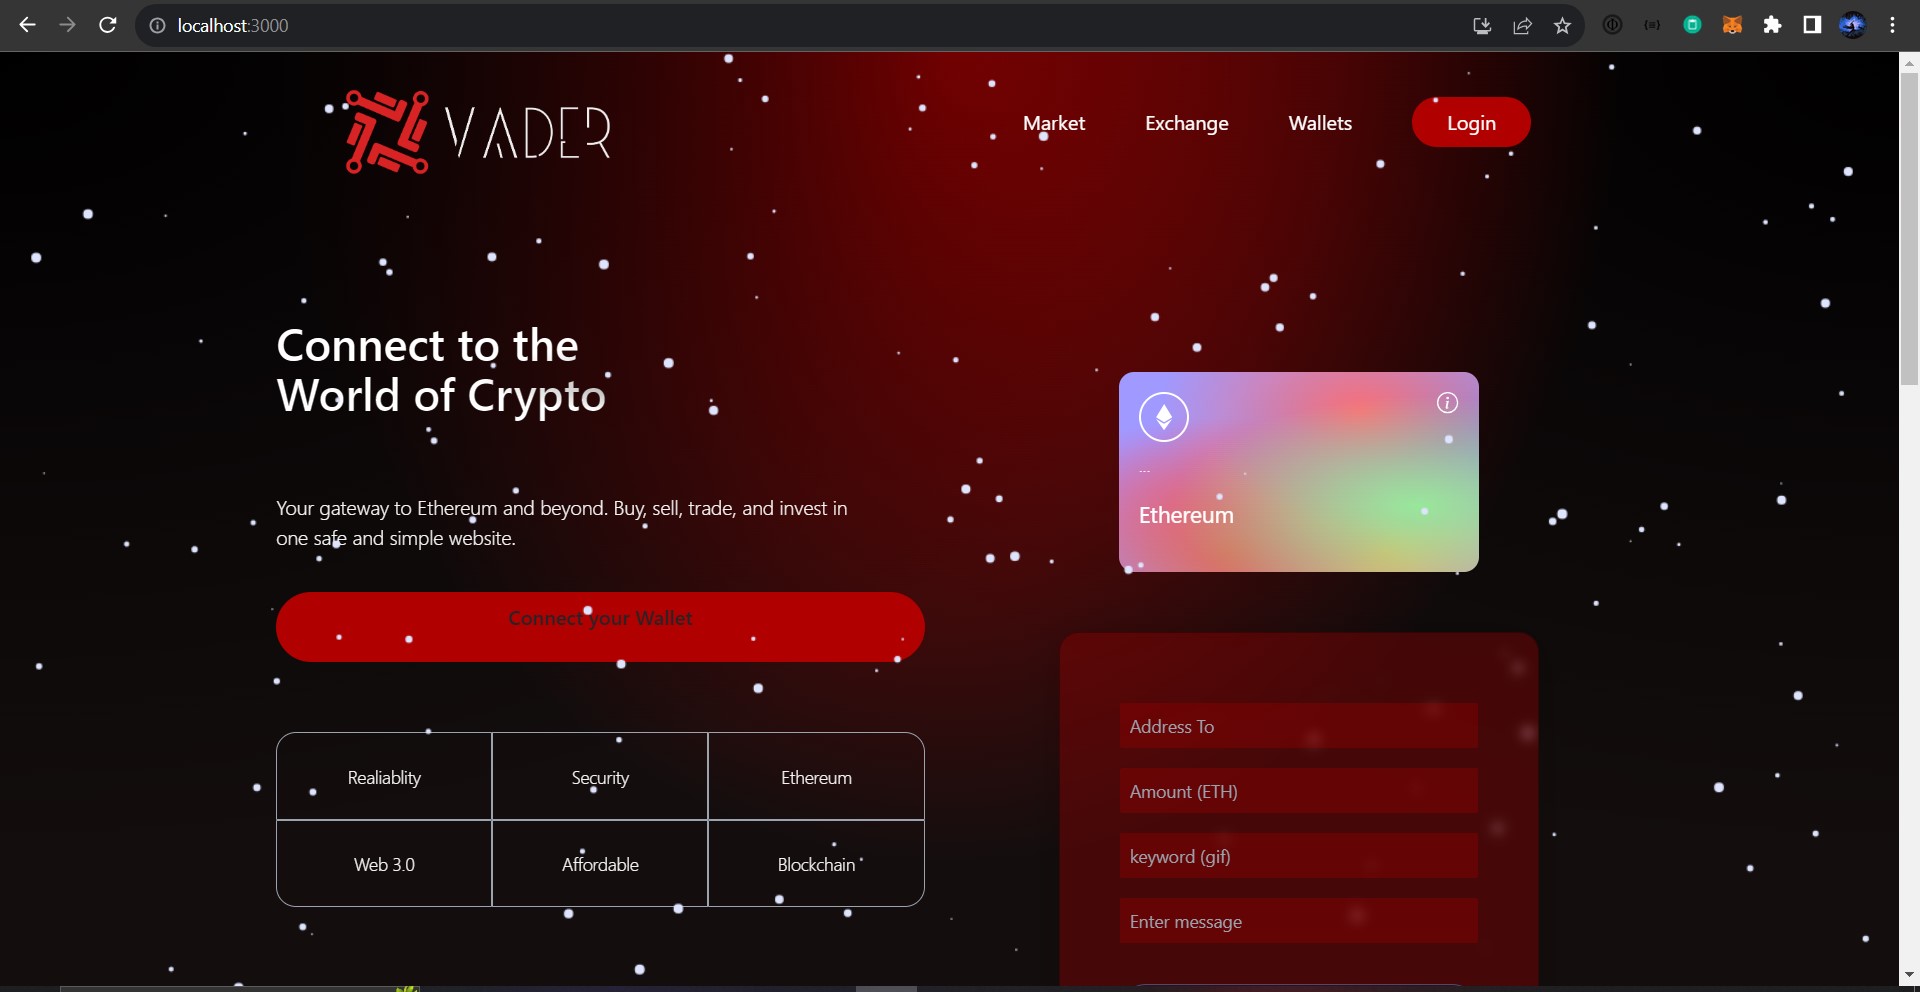 localhost:3000
VADER
Market Exchange Wallets Login
Connect to the
World of Crypto
Your gateway to Ethereum and beyond. Buy, sell, trade, and invest in
one safe and simple website.
Connect your Wallet
Realiablity Security Ethereum
Web 3.0 Affordable Blockchain
...
Ethereum
Address To
Amount (ETH)
keyword (gif)
Enter message